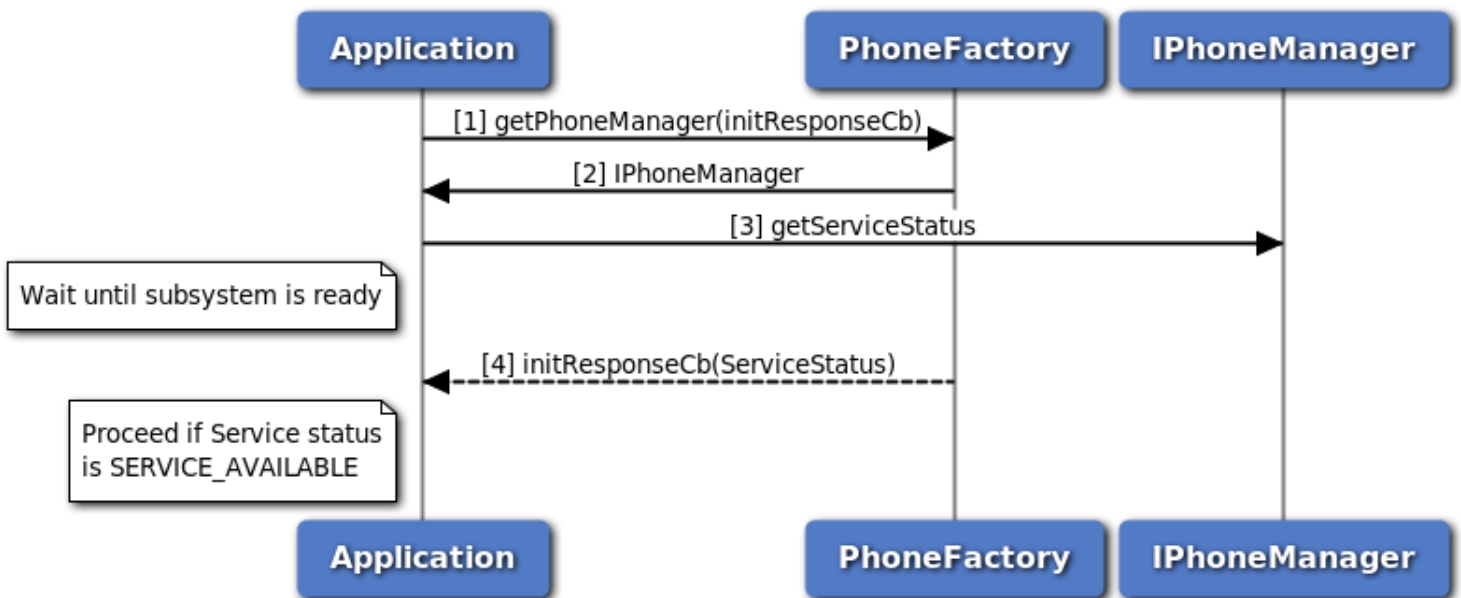 Application
PhoneFactory
IPhoneManager
[1] getPhoneManager(initResponseCb)
[2] IPhoneManager
[3] getServiceStatus
Wait until subsystem is ready
[4] initResponseCb(ServiceStatus)
Proceed if Service status
is SERVICE_AVAILABLE
Application
PhoneFactory
IPhoneManager